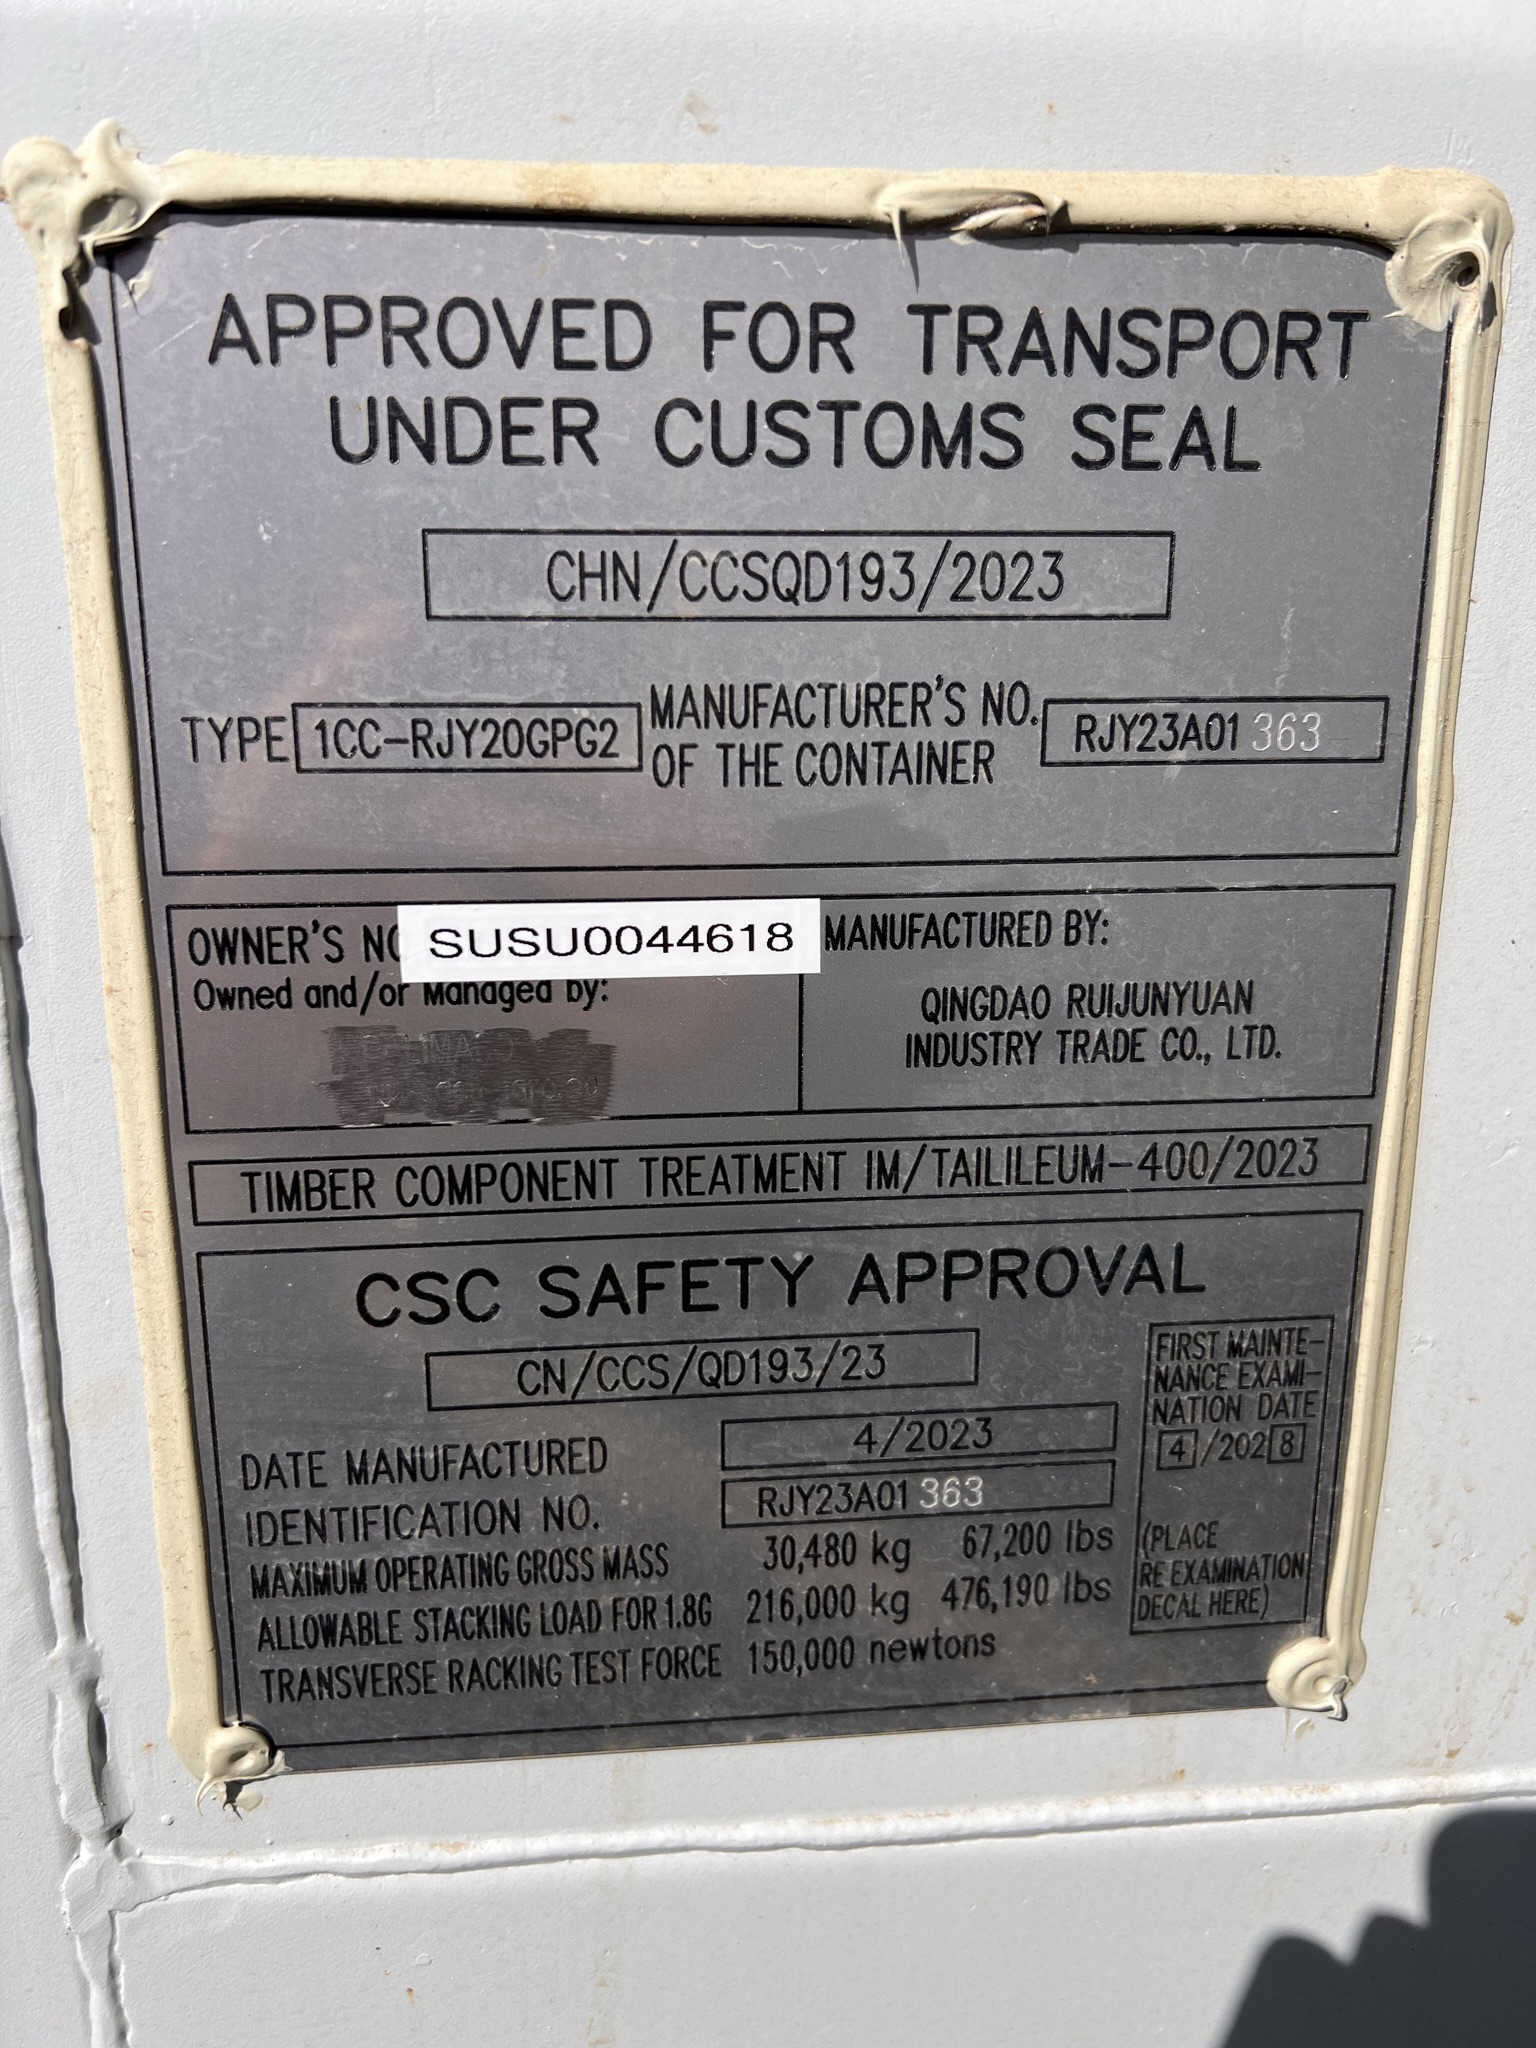 APPROVED FOR TRANSPORT
UNDER CUSTOMS SEAL
CHN/CCSQD193/2023
TYPE 1CC-RJY20GPG2 MANUFACTURER'S NO. OF THE CONTAINER RJY23A01 363
OWNER'S NO SUSU0044618
Owned and/or Managed by:
MANUFACTURED BY:
QINGDAO RUIJUNYUAN
INDUSTRY TRADE CO., LTD.
TIMBER COMPONENT TREATMENT IM/TAILILEUM-400/2023
CSC SAFETY APPROVAL
CN/CCS/QD193/23
DATE MANUFACTURED 4/2023
IDENTIFICATION NO. RJY23A01 363
MAXIMUM OPERATING GROSS MASS 30,480 kg 67,200 lbs
ALLOWABLE STACKING LOAD FOR 1.8G 216,000 kg 476,190 lbs
TRANSVERSE RACKING TEST FORCE 150,000 newtons
FIRST MAINTE-
NANCE EXAMI-
NATION DATE
4/2028
(PLACE
RE EXAMINATION
DECAL HERE)